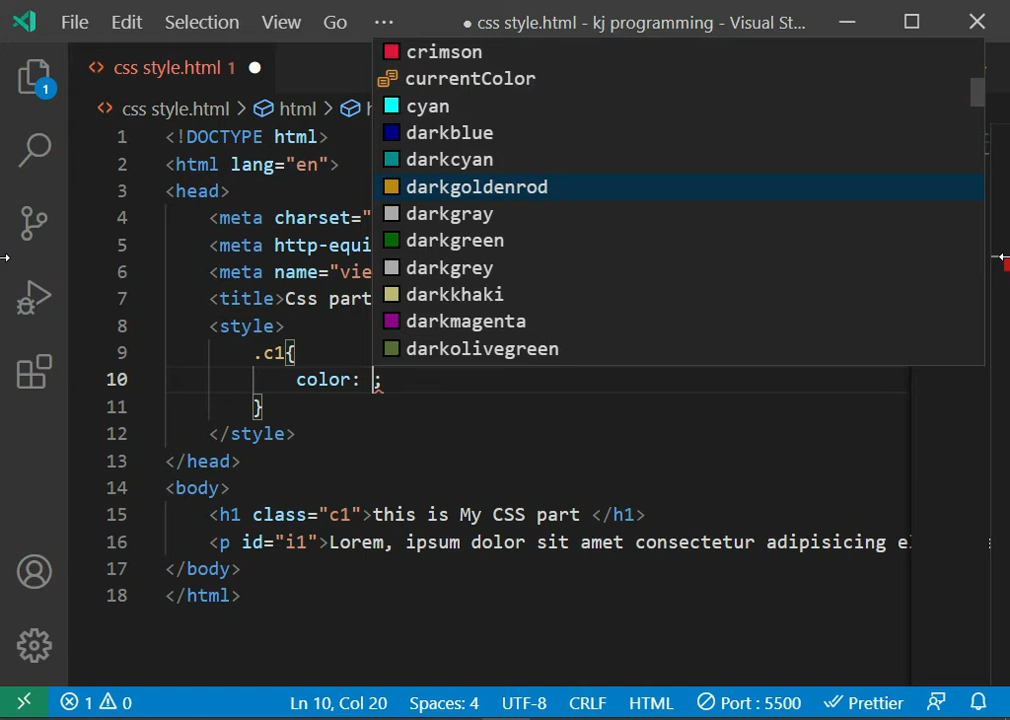 File Edit Selection View Go ··· ● css style.html - kj programming - Visual St...
css style.html 1 ●
css style.html > html >
1
1 <!DOCTYPE html>
2 <html lang="en">
3 <head>
4 <meta charset="
5 <meta http-equi
6 <meta name="vie
7 <title>Css part
8 <style>
9 .c1{
10 color: ;
11 }
12 </style>
13 </head>
14 <body>
15 <h1 class="c1">this is My CSS part </h1>
16 <p id="i1">Lorem, ipsum dolor sit amet consectetur adipisicing el
17 </body>
18 </html>
crimson
currentColor
cyan
darkblue
darkcyan
darkgoldenrod
darkgray
darkgreen
darkgrey
darkkhaki
darkmagenta
darkolivegreen
1 0 Ln 10, Col 20 Spaces: 4 UTF-8 CRLF HTML Port : 5500 Prettier